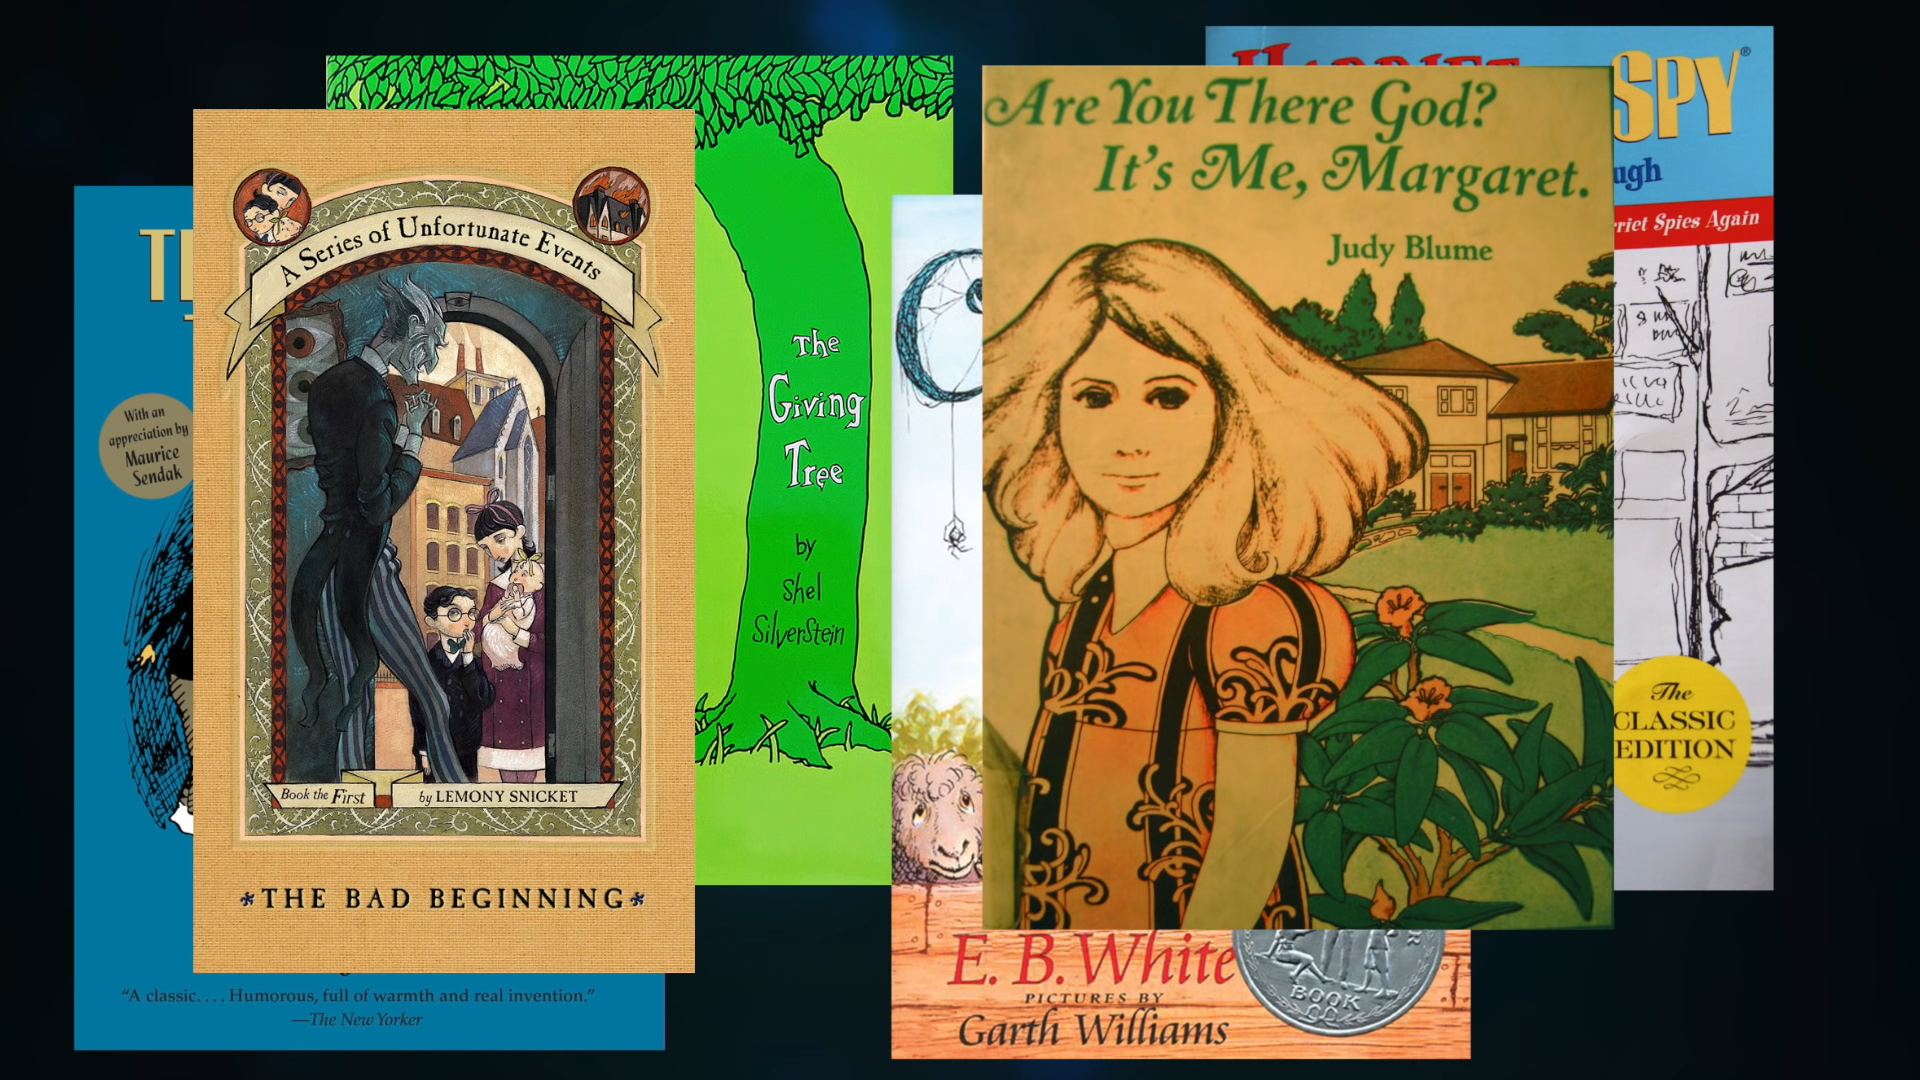 With an
appreciation by
Maurice
Sendak
"A classic.... Humorous, full of warmth and real invention."
—The New Yorker
A Series of Unfortunate Events
Book the First
by LEMONY SNICKET
THE BAD BEGINNING
The
Giving
Tree
by
Shel
Silverstein
E. B. White
PICTURES BY
Garth Williams
BOOK
Are You There God?
It's Me, Margaret.
Judy Blume
SPY®
Spies Again
The
CLASSIC
EDITION